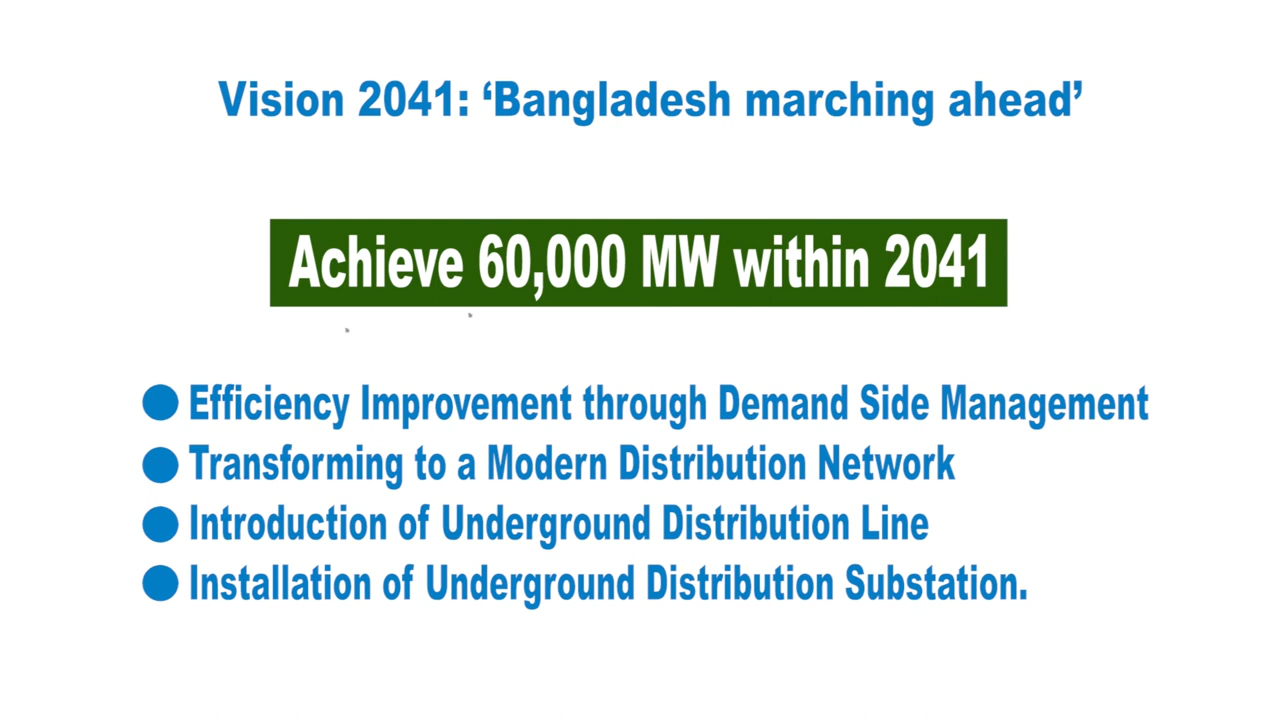 Vision 2041: ‘Bangladesh marching ahead’
Achieve 60,000 MW within 2041
● Efficiency Improvement through Demand Side Management
● Transforming to a Modern Distribution Network
● Introduction of Underground Distribution Line
● Installation of Underground Distribution Substation.